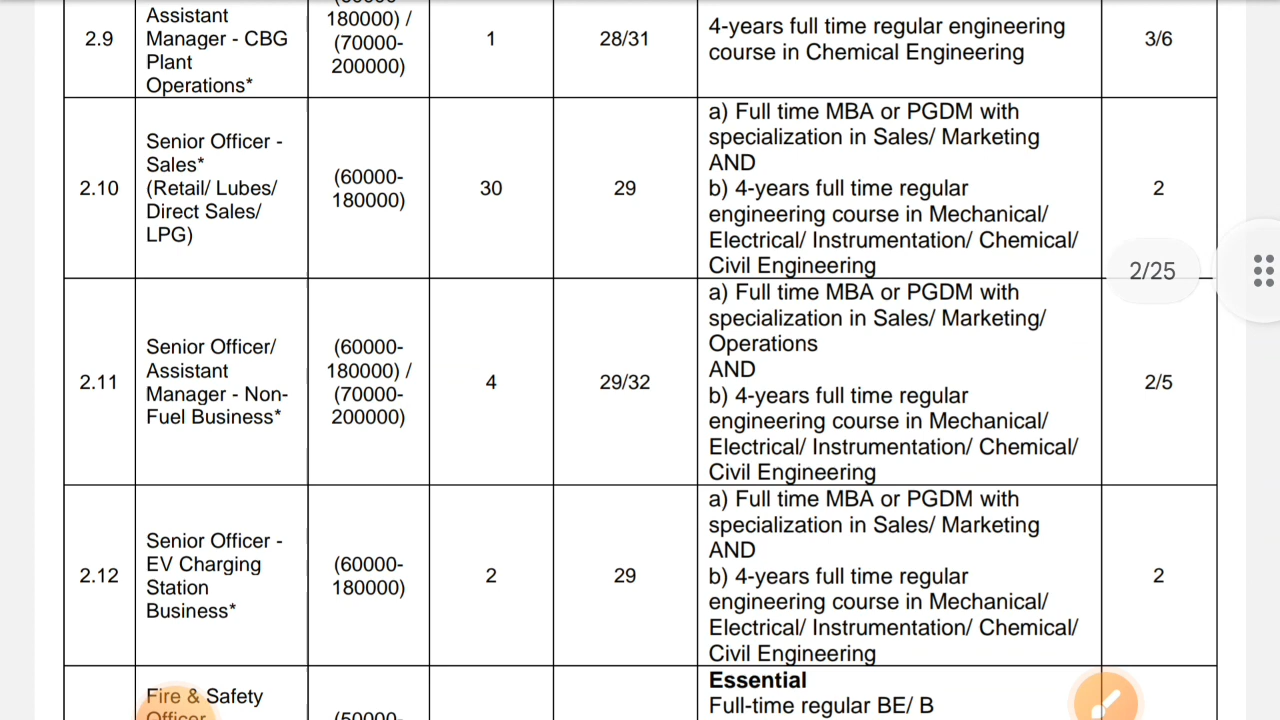 2.9
Assistant
Manager - CBG
Plant
Operations*
180000) /
(70000-
200000)
1
28/31
4-years full time regular engineering
course in Chemical Engineering
3/6
2.10
Senior Officer -
Sales*
(Retail/ Lubes/
Direct Sales/
LPG)
(60000-
180000)
30
29
a) Full time MBA or PGDM with
specialization in Sales/ Marketing
AND
b) 4-years full time regular
engineering course in Mechanical/
Electrical/ Instrumentation/ Chemical/
Civil Engineering
2
2/25
2.11
Senior Officer/
Assistant
Manager - Non-
Fuel Business*
(60000-
180000) /
(70000-
200000)
4
29/32
a) Full time MBA or PGDM with
specialization in Sales/ Marketing/
Operations
AND
b) 4-years full time regular
engineering course in Mechanical/
Electrical/ Instrumentation/ Chemical/
Civil Engineering
2/5
2.12
Senior Officer -
EV Charging
Station
Business*
(60000-
180000)
2
29
a) Full time MBA or PGDM with
specialization in Sales/ Marketing
AND
b) 4-years full time regular
engineering course in Mechanical/
Electrical/ Instrumentation/ Chemical/
Civil Engineering
2
Fire & Safety
Officer
(50000-
Essential
Full-time regular BE/ B